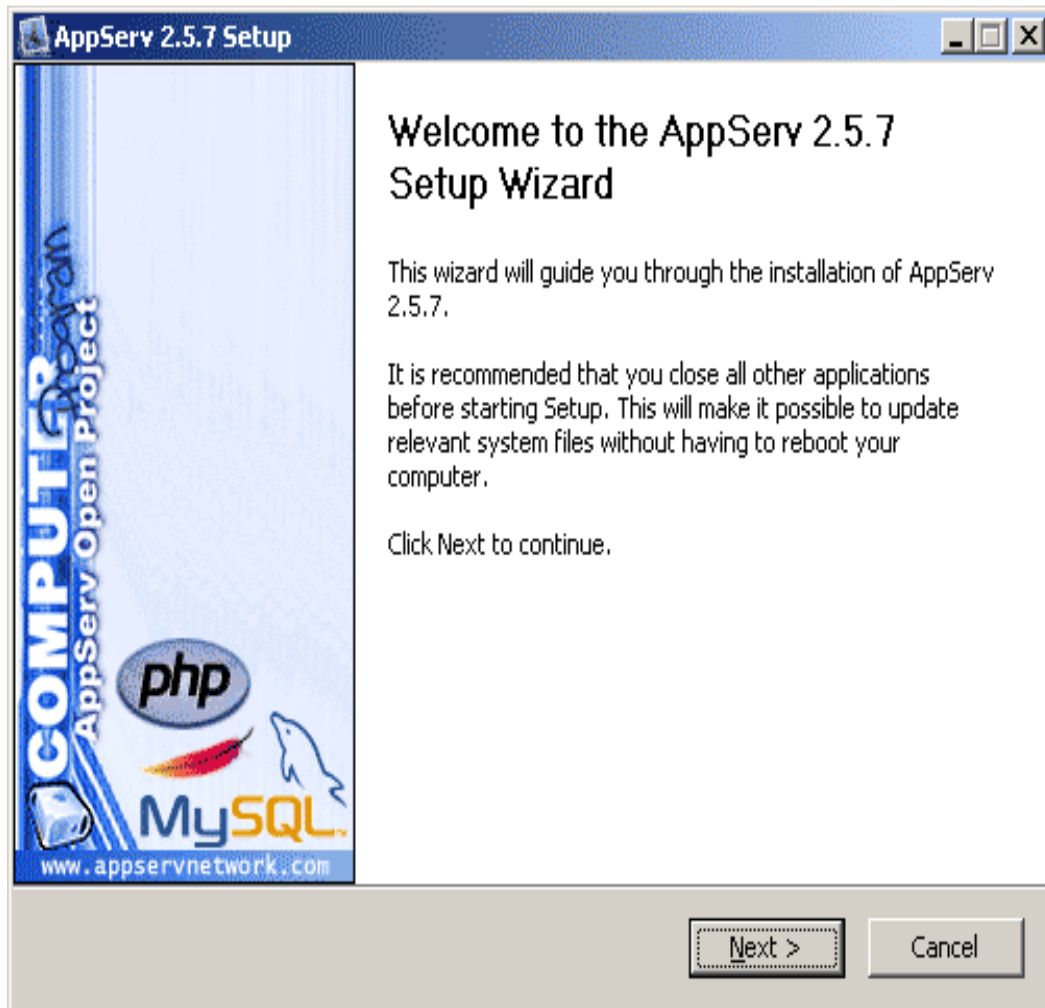 AppServ 2.5.7 Setup
Welcome to the AppServ 2.5.7
Setup Wizard
This wizard will guide you through the installation of AppServ
2.5.7.
It is recommended that you close all other applications
before starting Setup. This will make it possible to update
relevant system files without having to reboot your
computer.
Click Next to continue.
COMPUTER
AppServ Open Project
php
MySQL
www.appservnetwork.com
Next >
Cancel